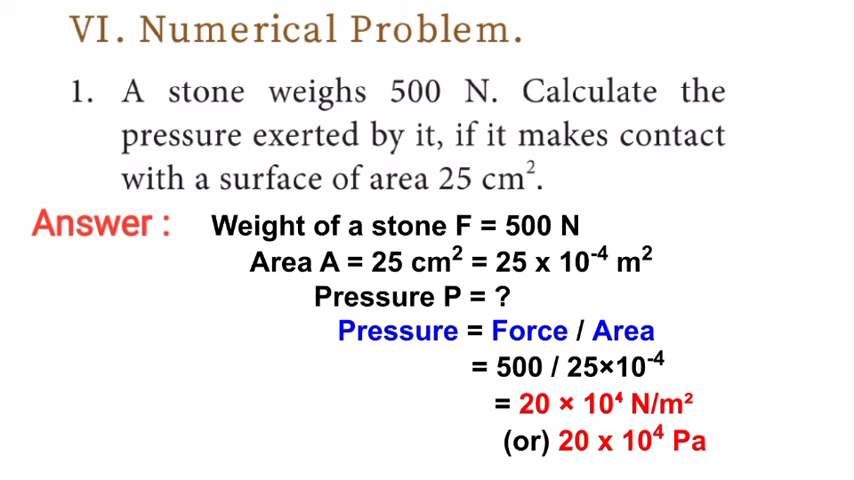 VI. Numerical Problem.
1. A stone weighs 500 N. Calculate the
pressure exerted by it, if it makes contact
with a surface of area 25 cm².
Answer : Weight of a stone F = 500 N
Area A = 25 cm² = 25 x 10⁻⁴ m²
Pressure P = ?
Pressure = Force / Area
= 500 / 25×10⁻⁴
= 20 × 10⁴ N/m²
(or) 20 x 10⁴ Pa